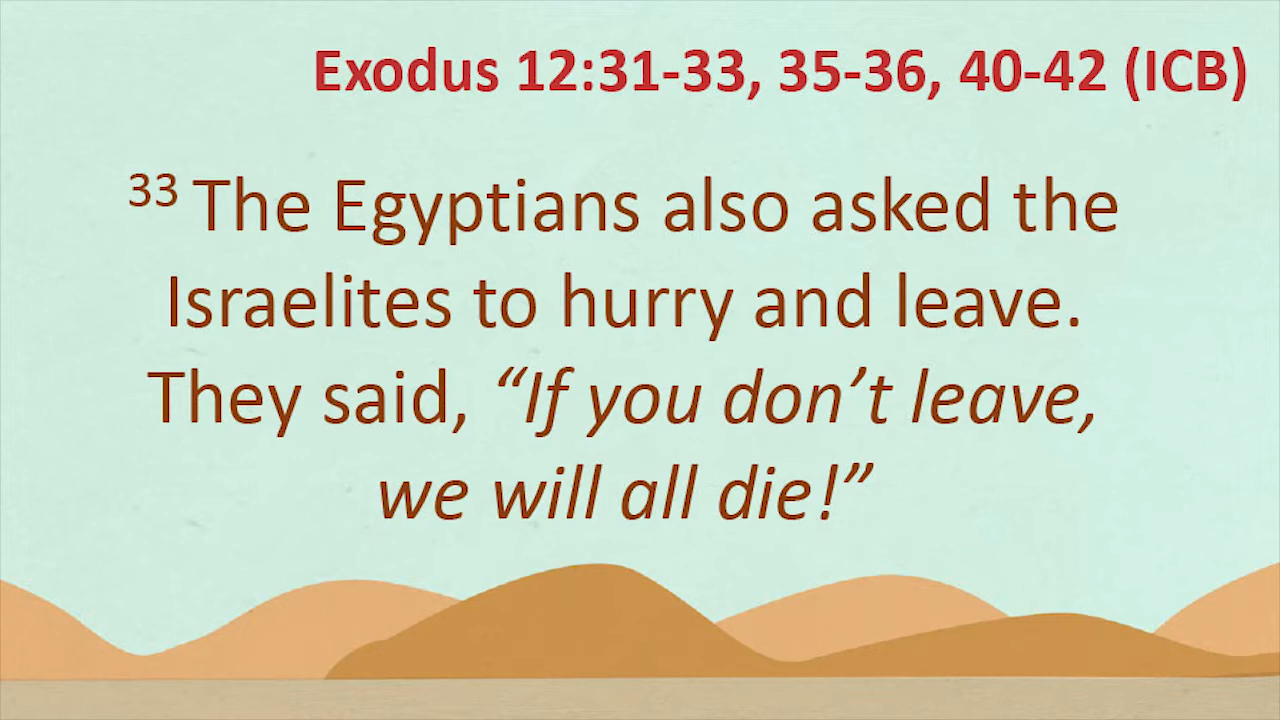 Exodus 12:31-33, 35-36, 40-42 (ICB)
33 The Egyptians also asked the
Israelites to hurry and leave.
They said, “If you don’t leave,
we will all die!”